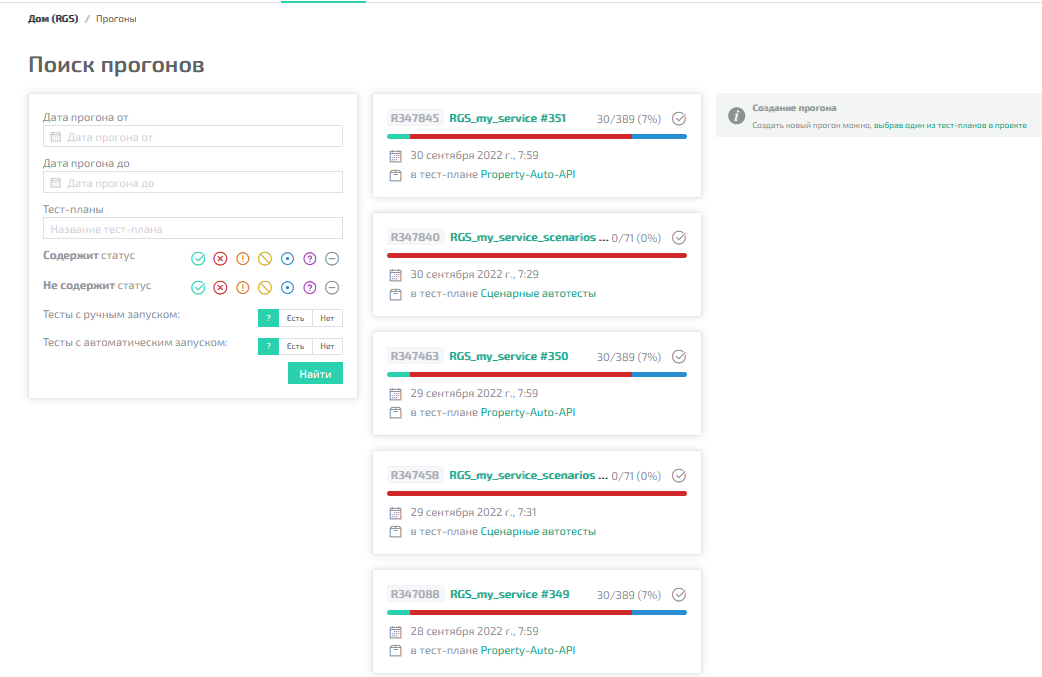 Дом (RGS) / Прогоны
Поиск прогонов
Дата прогона от
Дата прогона от
Дата прогона до
Дата прогона до
Тест-планы
Название тест-плана
Содержит статус
Не содержит статус
Тесты с ручным запуском:
? Есть Нет
Тесты с автоматическим запуском:
? Есть Нет
Найти
R347845 RGS_my_service #351 30/389 (7%)
30 сентября 2022 г., 7:59
в тест-плане Property-Auto-API
R347840 RGS_my_service_scenarios ... 0/71 (0%)
30 сентября 2022 г., 7:29
в тест-плане Сценарные автотесты
R347463 RGS_my_service #350 30/389 (7%)
29 сентября 2022 г., 7:59
в тест-плане Property-Auto-API
R347458 RGS_my_service_scenarios ... 0/71 (0%)
29 сентября 2022 г., 7:31
в тест-плане Сценарные автотесты
R347088 RGS_my_service #349 30/389 (7%)
28 сентября 2022 г., 7:59
в тест-плане Property-Auto-API
Создание прогона
Создать новый прогон можно, выбрав один из тест-планов в проекте